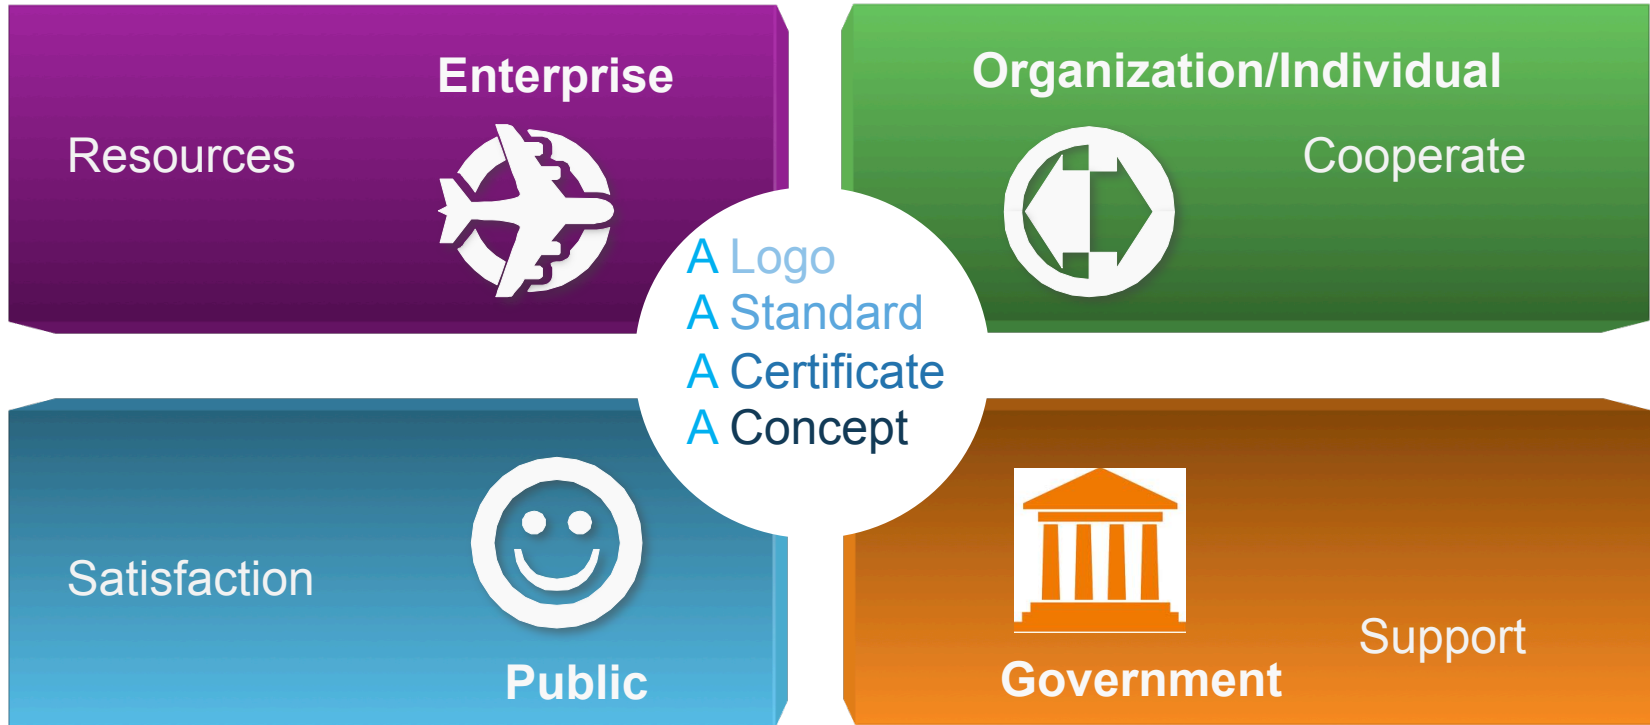 Enterprise
Resources
Organization/Individual
Cooperate
A Logo
A Standard
A Certificate
A Concept
Satisfaction
Public
Support
Government